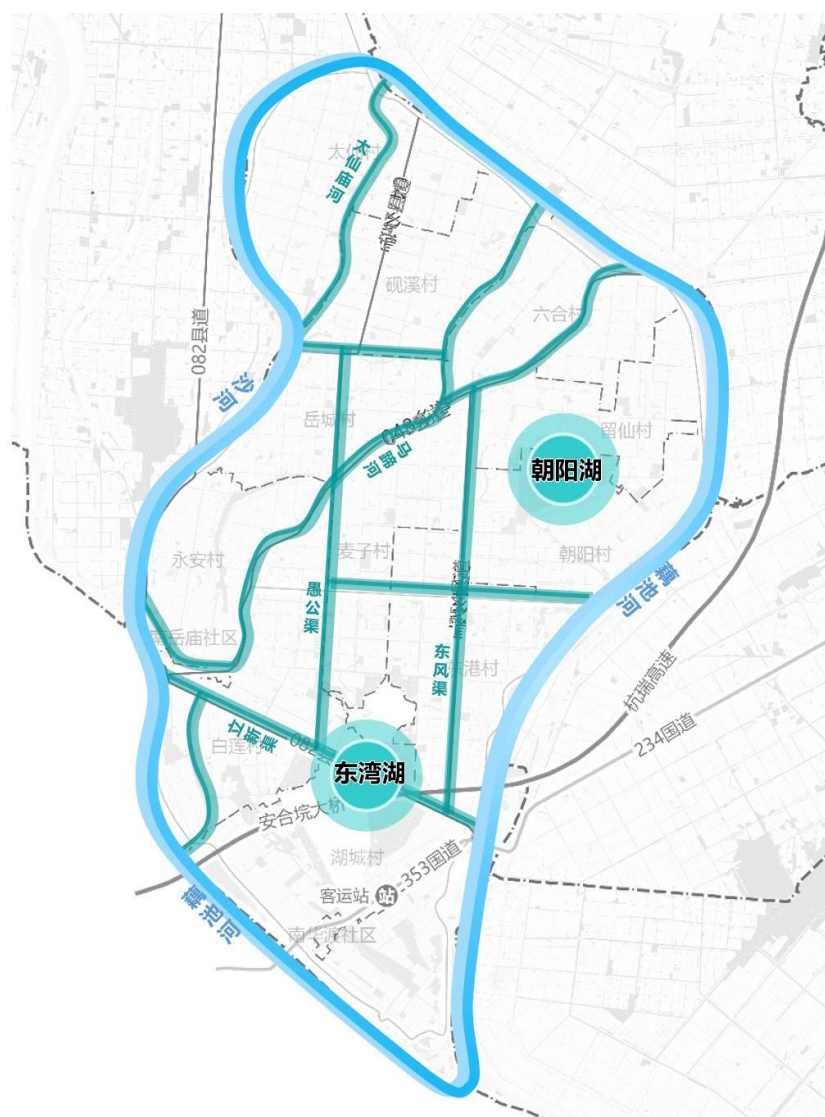 太仙庙河
砚溪村
六合村
082县道
沙河
岳城村
留仙村
朝阳湖
永安村
麦子村
朝阳村
藕池河
愚公渠
南岳庙社区
东风渠
东港村
杭瑞高速
白莲村
立新渠
234国道
东湾湖
安合垸大桥
湖城村
353国道
客运站
站
藕池河
南华渡社区